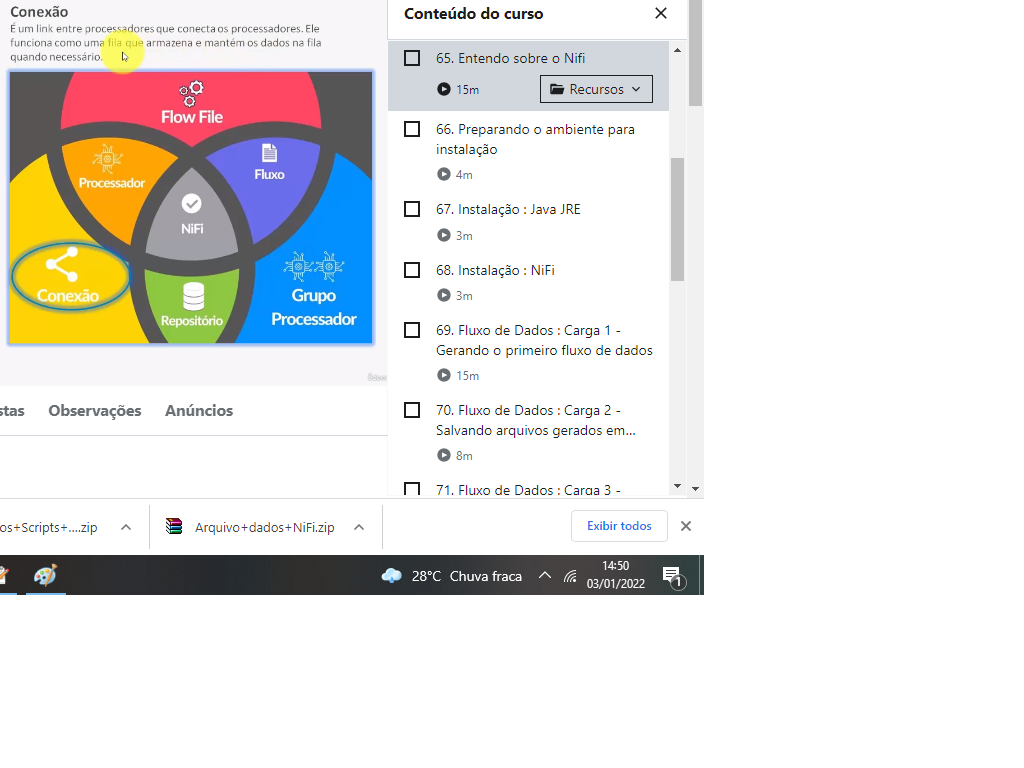 Conexão
É um link entre processadores que conecta os processadores. Ele
funciona como uma fila que armazena e mantém os dados na fila
quando necessário.
Flow File
Processador
Fluxo
NiFi
Conexão
Repositório
Grupo
Processador
stas Observações Anúncios
Conteúdo do curso
65. Entendo sobre o Nifi
15m
Recursos
66. Preparando o ambiente para
instalação
4m
67. Instalação : Java JRE
3m
68. Instalação : NiFi
3m
69. Fluxo de Dados : Carga 1 -
Gerando o primeiro fluxo de dados
15m
70. Fluxo de Dados : Carga 2 -
Salvando arquivos gerados em...
8m
71. Fluxo de Dados : Carga 3 -
os+Scripts+....zip
Arquivo+dados+NiFi.zip
Exibir todos
28°C Chuva fraca
14:50
03/01/2022
1